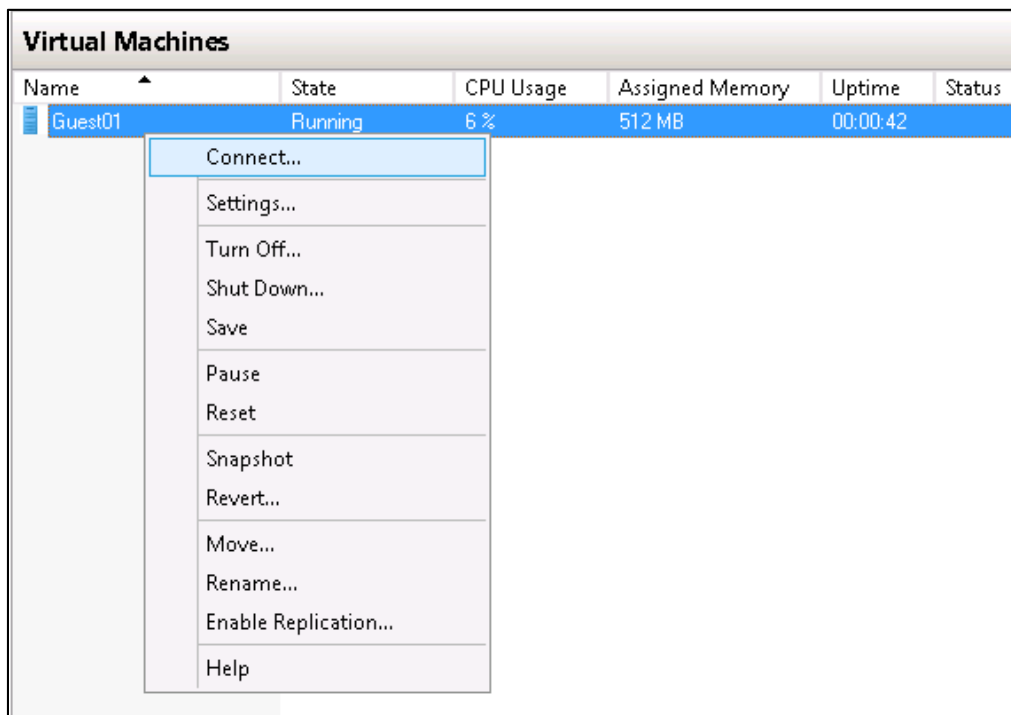 Virtual Machines
Name State CPU Usage Assigned Memory Uptime Status
Guest01 Running 6 % 512 MB 00:00:42
Connect...
Settings...
Turn Off...
Shut Down...
Save
Pause
Reset
Snapshot
Revert...
Move...
Rename...
Enable Replication...
Help